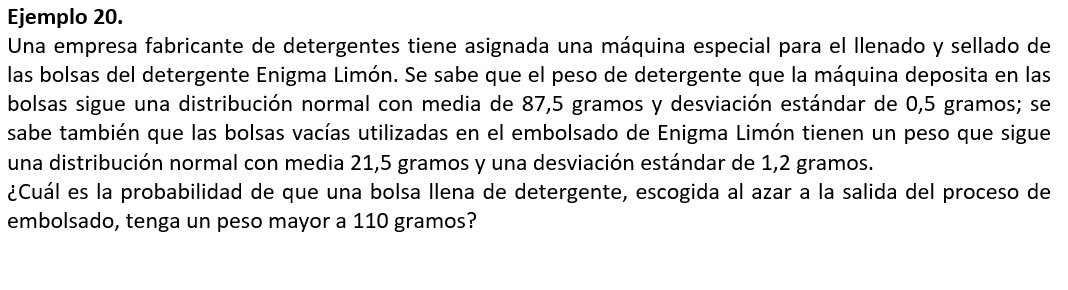 Ejemplo 20.
Una empresa fabricante de detergentes tiene asignada una máquina especial para el llenado y sellado de
las bolsas del detergente Enigma Limón. Se sabe que el peso de detergente que la máquina deposita en las
bolsas sigue una distribución normal con media de 87,5 gramos y desviación estándar de 0,5 gramos; se
sabe también que las bolsas vacías utilizadas en el embolsado de Enigma Limón tienen un peso que sigue
una distribución normal con media 21,5 gramos y una desviación estándar de 1,2 gramos.
¿Cuál es la probabilidad de que una bolsa llena de detergente, escogida al azar a la salida del proceso de
embolsado, tenga un peso mayor a 110 gramos?